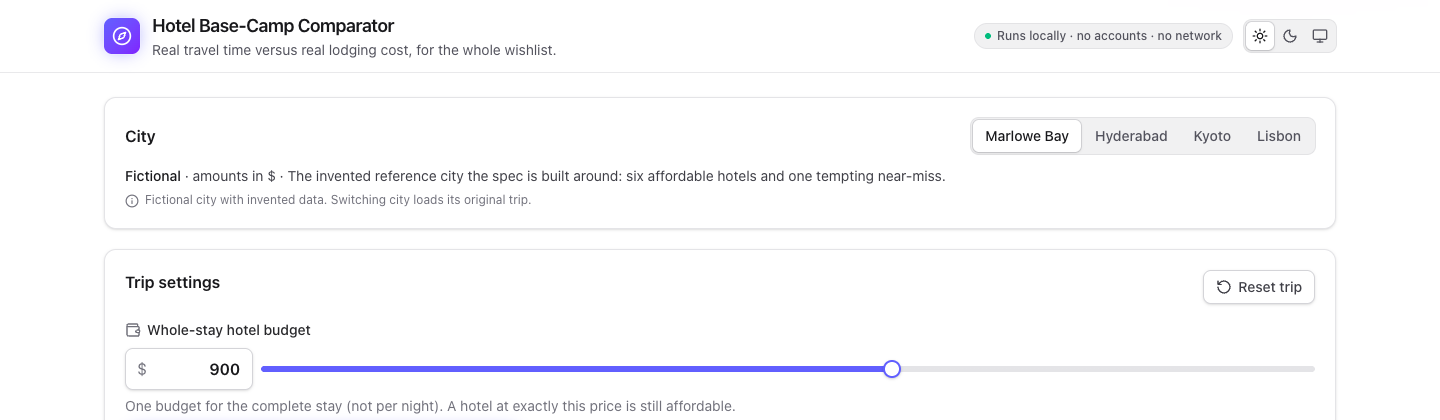 Hotel Base-Camp Comparator
Real travel time versus real lodging cost, for the whole wishlist.
Runs locally · no accounts · no network
City
Marlowe Bay Hyderabad Kyoto Lisbon
Fictional · amounts in $ · The invented reference city the spec is built around: six affordable hotels and one tempting near-miss.
Fictional city with invented data. Switching city loads its original trip.
Trip settings
Reset trip
Whole-stay hotel budget
$ 900
One budget for the complete stay (not per night). A hotel at exactly this price is still affordable.